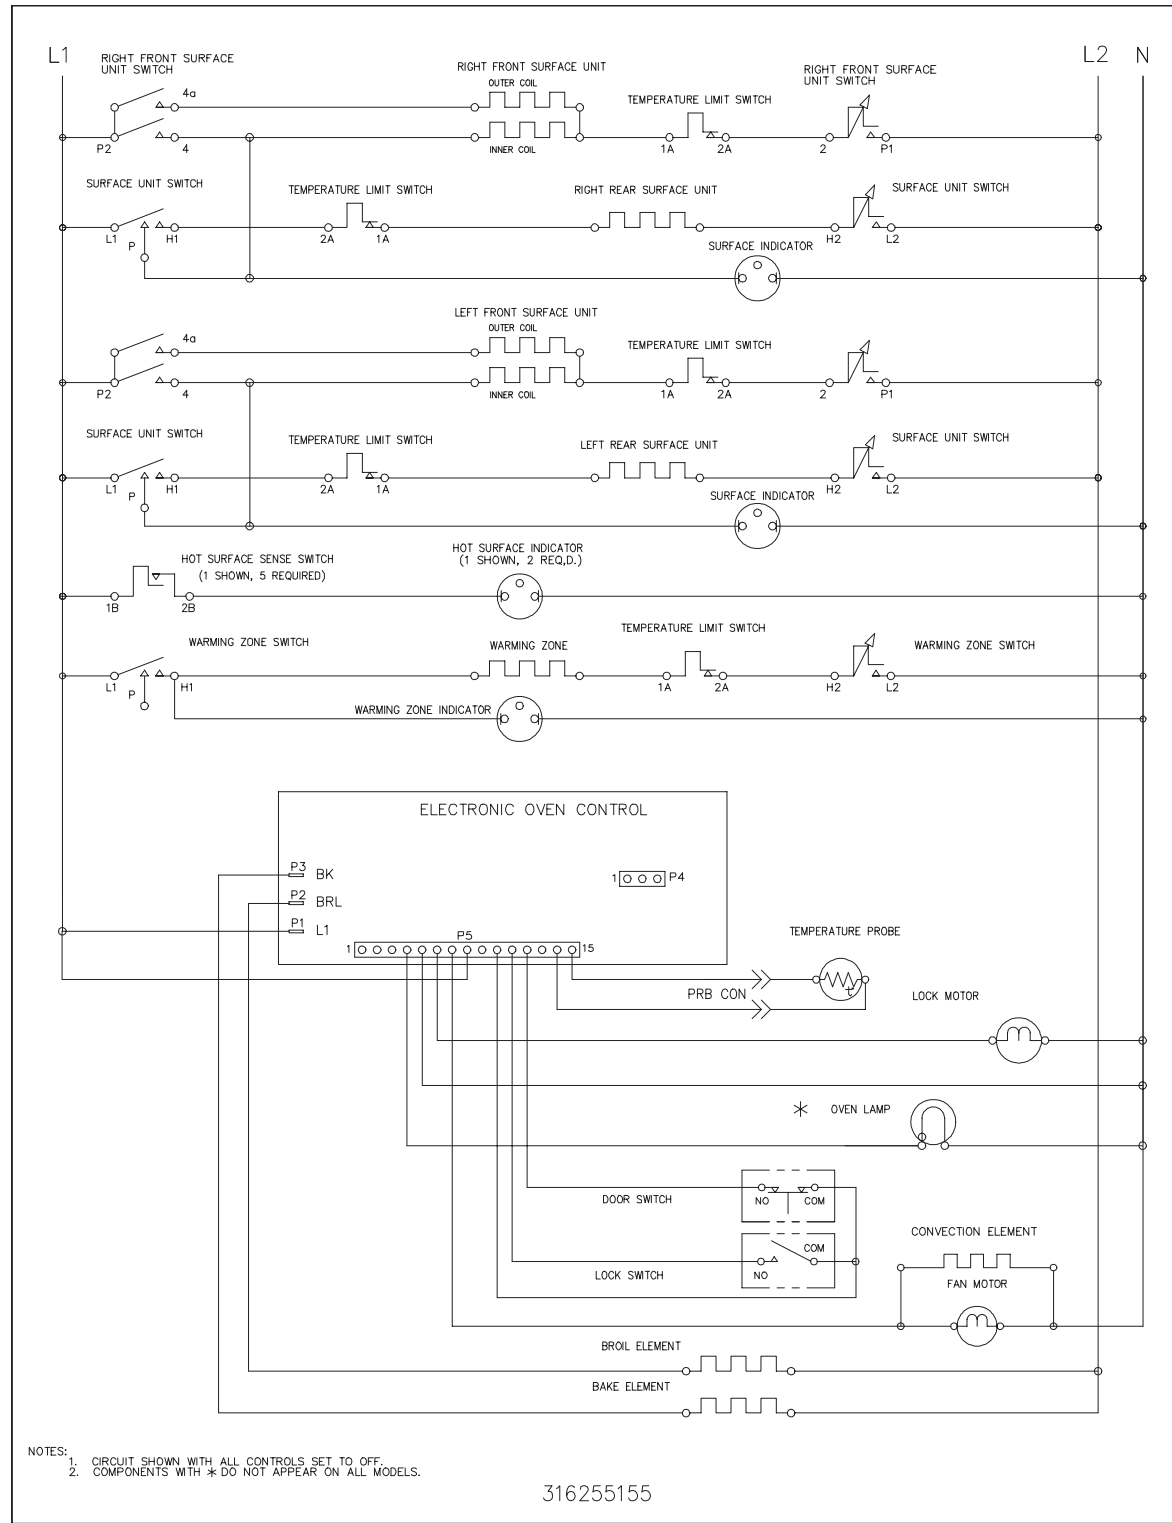 L1
L2 N
RIGHT FRONT SURFACE
UNIT SWITCH
RIGHT FRONT SURFACE UNIT
OUTER COIL
TEMPERATURE LIMIT SWITCH
RIGHT FRONT SURFACE
UNIT SWITCH
4a
P2
4
INNER COIL
1A
2A
2
P1
SURFACE UNIT SWITCH
TEMPERATURE LIMIT SWITCH
RIGHT REAR SURFACE UNIT
SURFACE UNIT SWITCH
L1
P
H1
2A
1A
H2
L2
SURFACE INDICATOR
LEFT FRONT SURFACE UNIT
OUTER COIL
4a
TEMPERATURE LIMIT SWITCH
P2
4
INNER COIL
1A
2A
2
P1
SURFACE UNIT SWITCH
TEMPERATURE LIMIT SWITCH
LEFT REAR SURFACE UNIT
SURFACE UNIT SWITCH
L1
P
H1
2A
1A
H2
L2
SURFACE INDICATOR
HOT SURFACE SENSE SWITCH
(1 SHOWN, 5 REQUIRED)
HOT SURFACE INDICATOR
(1 SHOWN, 2 REQ,D.)
1B
2B
WARMING ZONE SWITCH
WARMING ZONE
TEMPERATURE LIMIT SWITCH
WARMING ZONE SWITCH
L1
P
H1
1A
2A
H2
L2
WARMING ZONE INDICATOR
ELECTRONIC OVEN CONTROL
P3 BK
1 P4
P2 BRL
P1 L1
P5
1 15
TEMPERATURE PROBE
t
PRB CON
LOCK MOTOR
* OVEN LAMP
DOOR SWITCH
NO COM
LOCK SWITCH
NO COM
CONVECTION ELEMENT
FAN MOTOR
BROIL ELEMENT
BAKE ELEMENT
NOTES:
1. CIRCUIT SHOWN WITH ALL CONTROLS SET TO OFF.
2. COMPONENTS WITH * DO NOT APPEAR ON ALL MODELS.
316255155